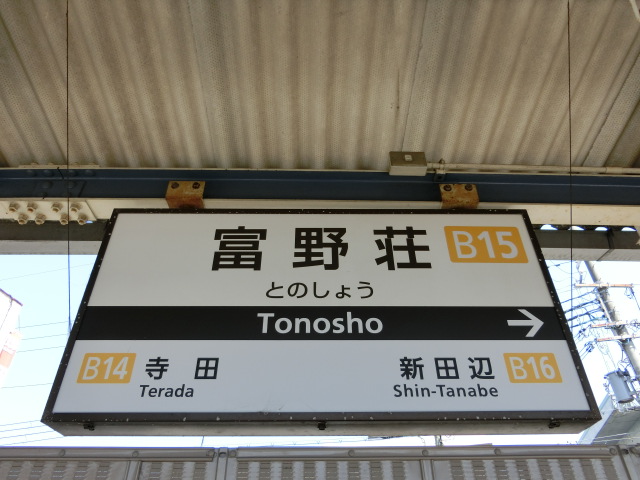 富野荘 B15
とのしょう
Tonosho →
B14 寺田 新田辺 B16
Terada Shin-Tanabe